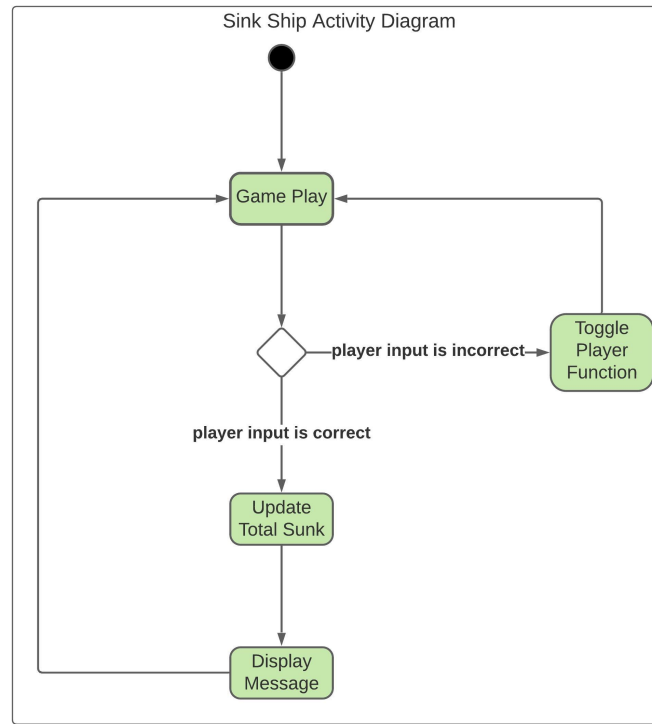 Sink Ship Activity Diagram
Game Play
player input is incorrect
Toggle
Player
Function
player input is correct
Update
Total Sunk
Display
Message